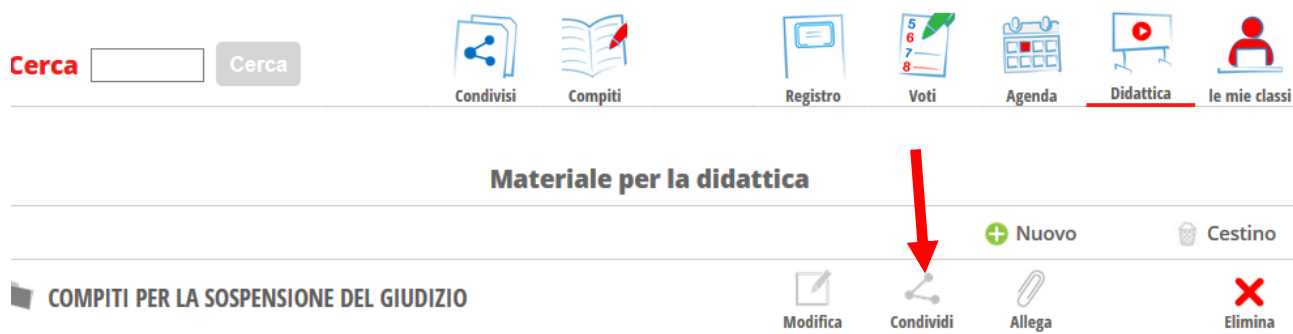 Cerca Cerca
Condivisi Compiti Registro Voti Agenda Didattica le mie classi
Materiale per la didattica
Nuovo Cestino
COMPITI PER LA SOSPENSIONE DEL GIUDIZIO
Modifica Condividi Allega Elimina